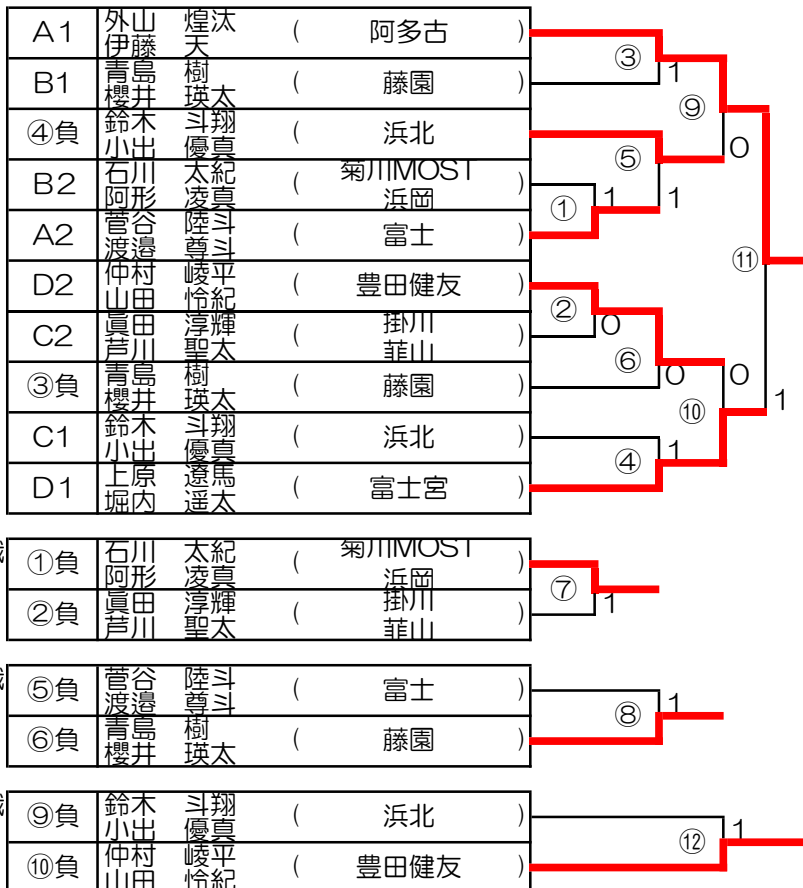 A1 外山 煌汰 伊藤 天 ( 阿多古 )
③ 1
B1 青島 樹 櫻井 瑛太 ( 藤園 )
⑨
④負 鈴木 斗翔 小出 優真 ( 浜北 )
⑤ 0
B2 石川 太紀 阿形 凌真 ( 菊川MOST 浜岡 )
① 1 1
A2 菅谷 陸斗 渡邉 尊斗 ( 富士 )
⑪
D2 仲村 崚平 山田 怜紀 ( 豊田健友 )
② 0
C2 眞田 淳輝 芦川 聖太 ( 掛川 韮山 )
⑥ 0 0
③負 青島 樹 櫻井 瑛太 ( 藤園 )
⑩ 1
C1 鈴木 斗翔 小出 優真 ( 浜北 )
④ 1
D1 上原 遼馬 堀内 遥太 ( 富士宮 )
①負 石川 太紀 阿形 凌真 ( 菊川MOST 浜岡 )
⑦ 1
②負 眞田 淳輝 芦川 聖太 ( 掛川 韮山 )
⑤負 菅谷 陸斗 渡邉 尊斗 ( 富士 )
⑧ 1
⑥負 青島 樹 櫻井 瑛太 ( 藤園 )
⑨負 鈴木 斗翔 小出 優真 ( 浜北 )
⑫ 1
⑩負 仲村 崚平 山田 怜紀 ( 豊田健友 )